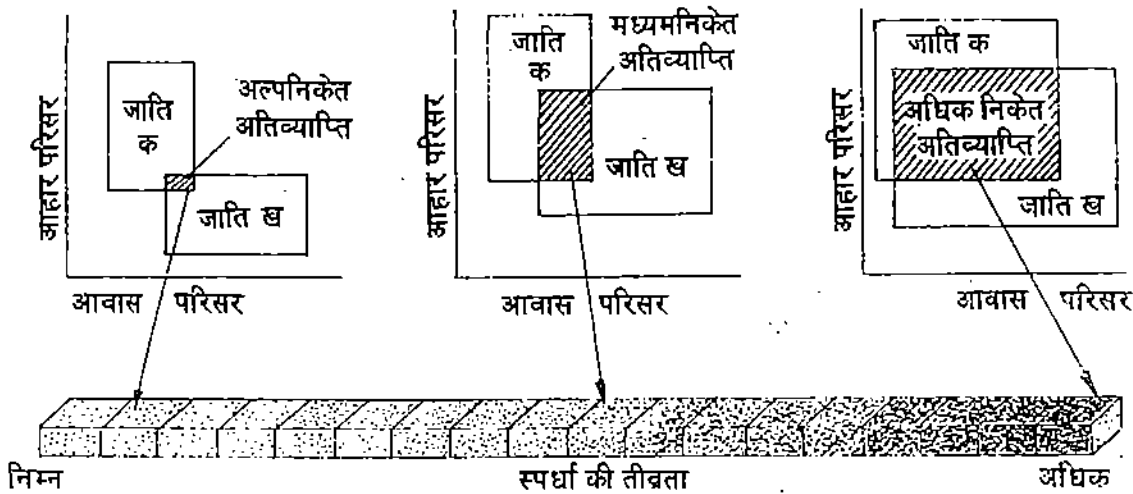 आहार परिसर
जाति
क
अल्पनिकेत
अतिव्याप्ति
जाति ख
आवास परिसर
आहार परिसर
जाति
क
मध्यमनिकेत
अतिव्याप्ति
जाति ख
आवास परिसर
आहार परिसर
जाति क
अधिक निकेत
अतिव्याप्ति
जाति ख
आवास परिसर
निम्न
स्पर्धा की तीव्रता
अधिक